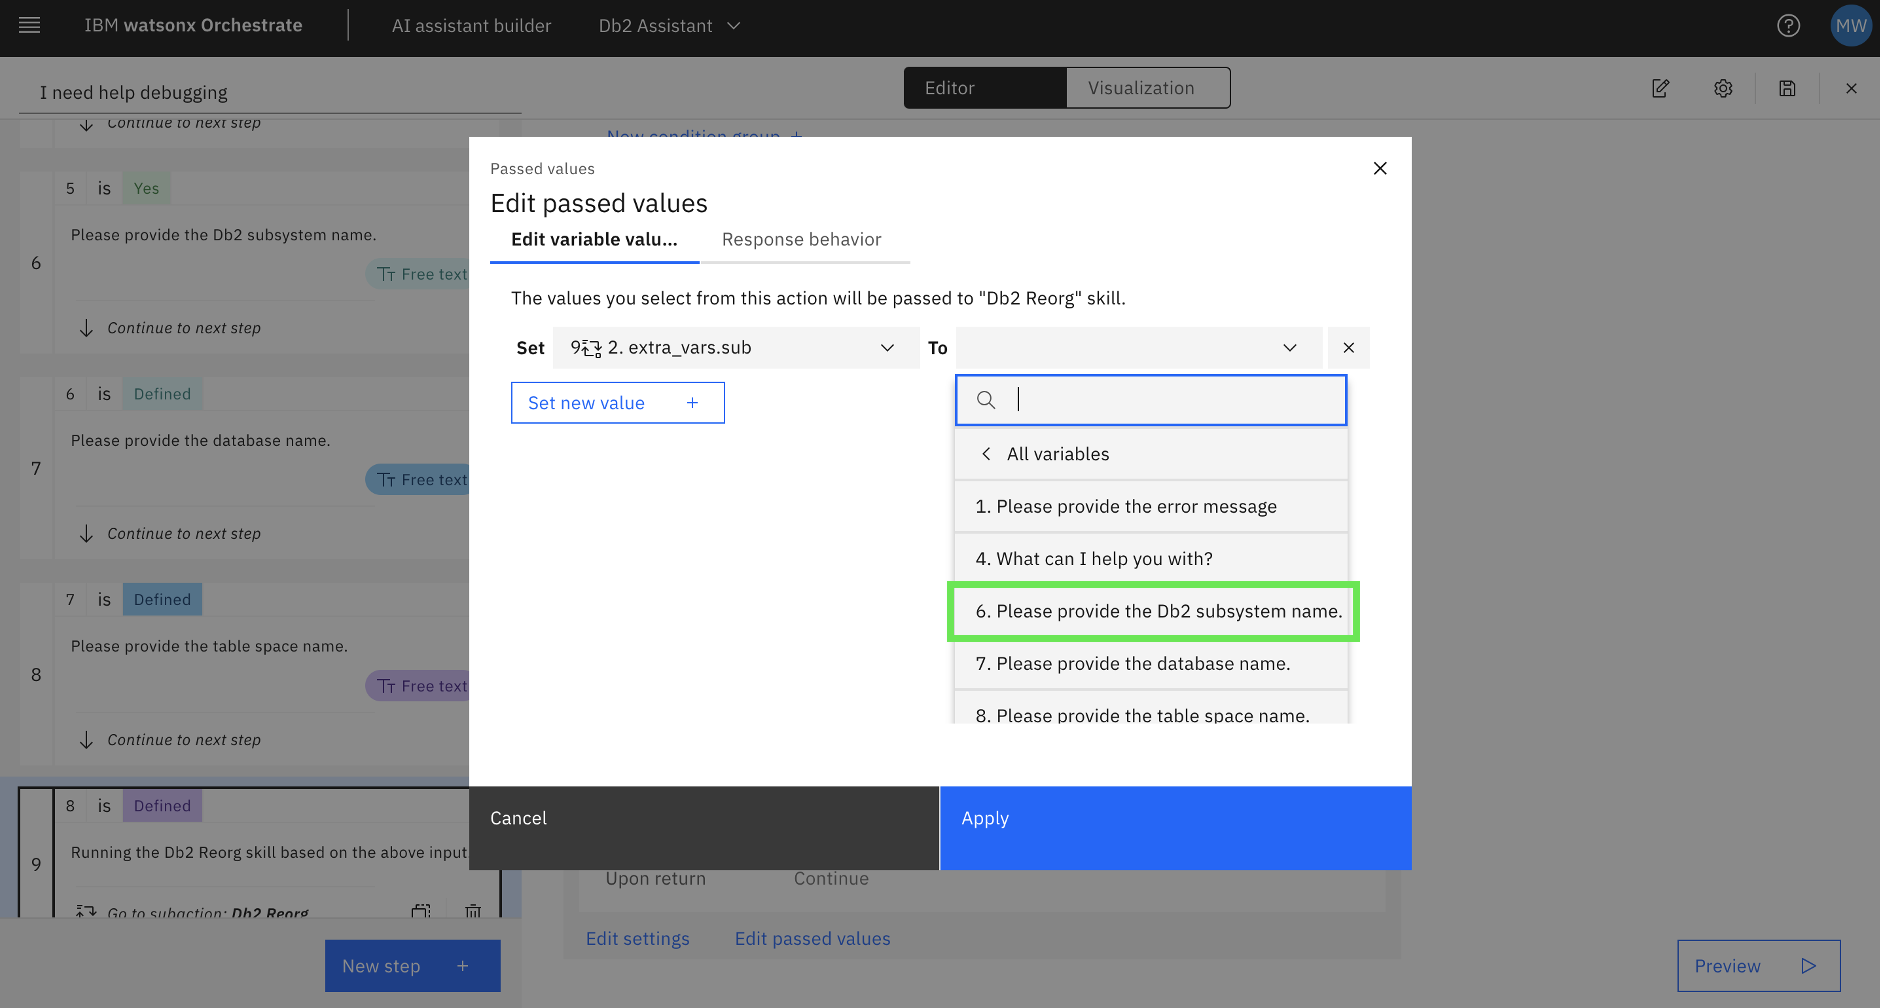 IBM watsonx Orchestrate
AI assistant builder
Db2 Assistant
MW
I need help debugging
Editor
Visualization
Continue to next step
New condition group +
5 is Yes
Please provide the Db2 subsystem name.
6
Free text
Continue to next step
6 is Defined
Please provide the database name.
7
Free text
Continue to next step
7 is Defined
Please provide the table space name.
8
Free text
Continue to next step
8 is Defined
Running the Db2 Reorg skill based on the above input
9
Go to subaction: Db2 Reorg
New step +
Passed values
Edit passed values
Edit variable valu...
Response behavior
The values you select from this action will be passed to "Db2 Reorg" skill.
Set 9 2. extra_vars.sub To
Set new value +
All variables
1. Please provide the error message
4. What can I help you with?
6. Please provide the Db2 subsystem name.
7. Please provide the database name.
8. Please provide the table space name.
Cancel
Apply
Upon return
Continue
Edit settings
Edit passed values
Preview